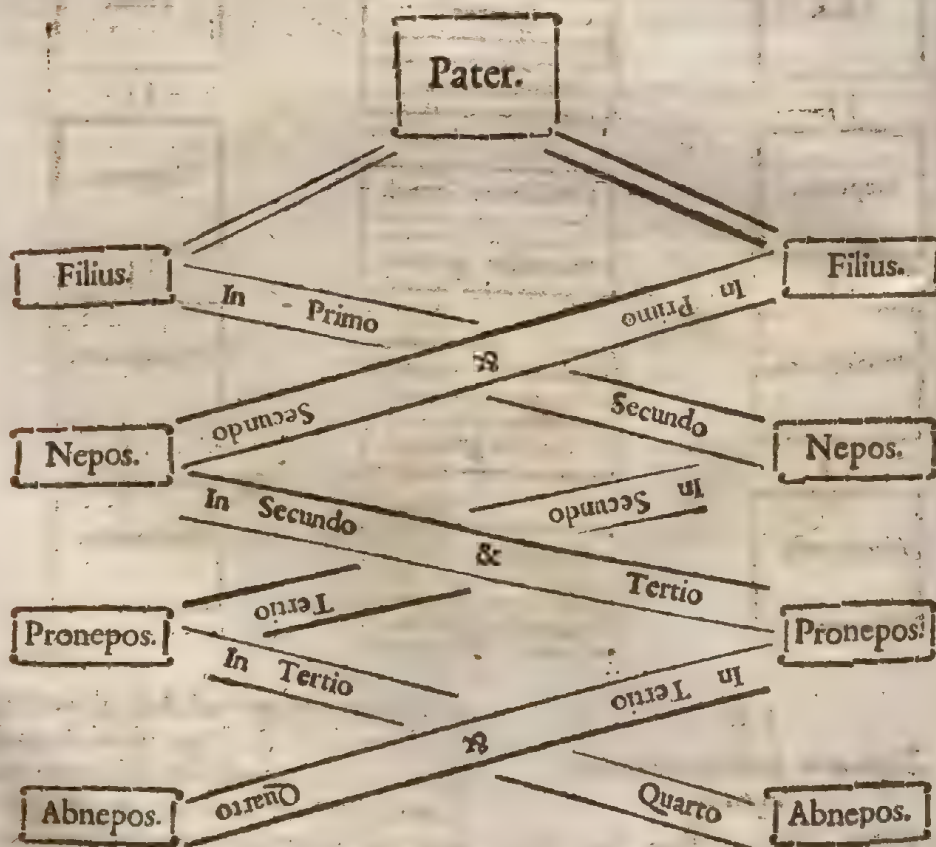 Pater.
Filius.
Filius.
In Primo
In Primo
&
Secundo
Secundo
Nepos.
Nepos.
In Secundo
In Secundo
&
Tertio
Tertio
Pronepos.
Pronepos.
In Tertio
In Tertio
&
Quarto
Quarto
Abnepos.
Abnepos.